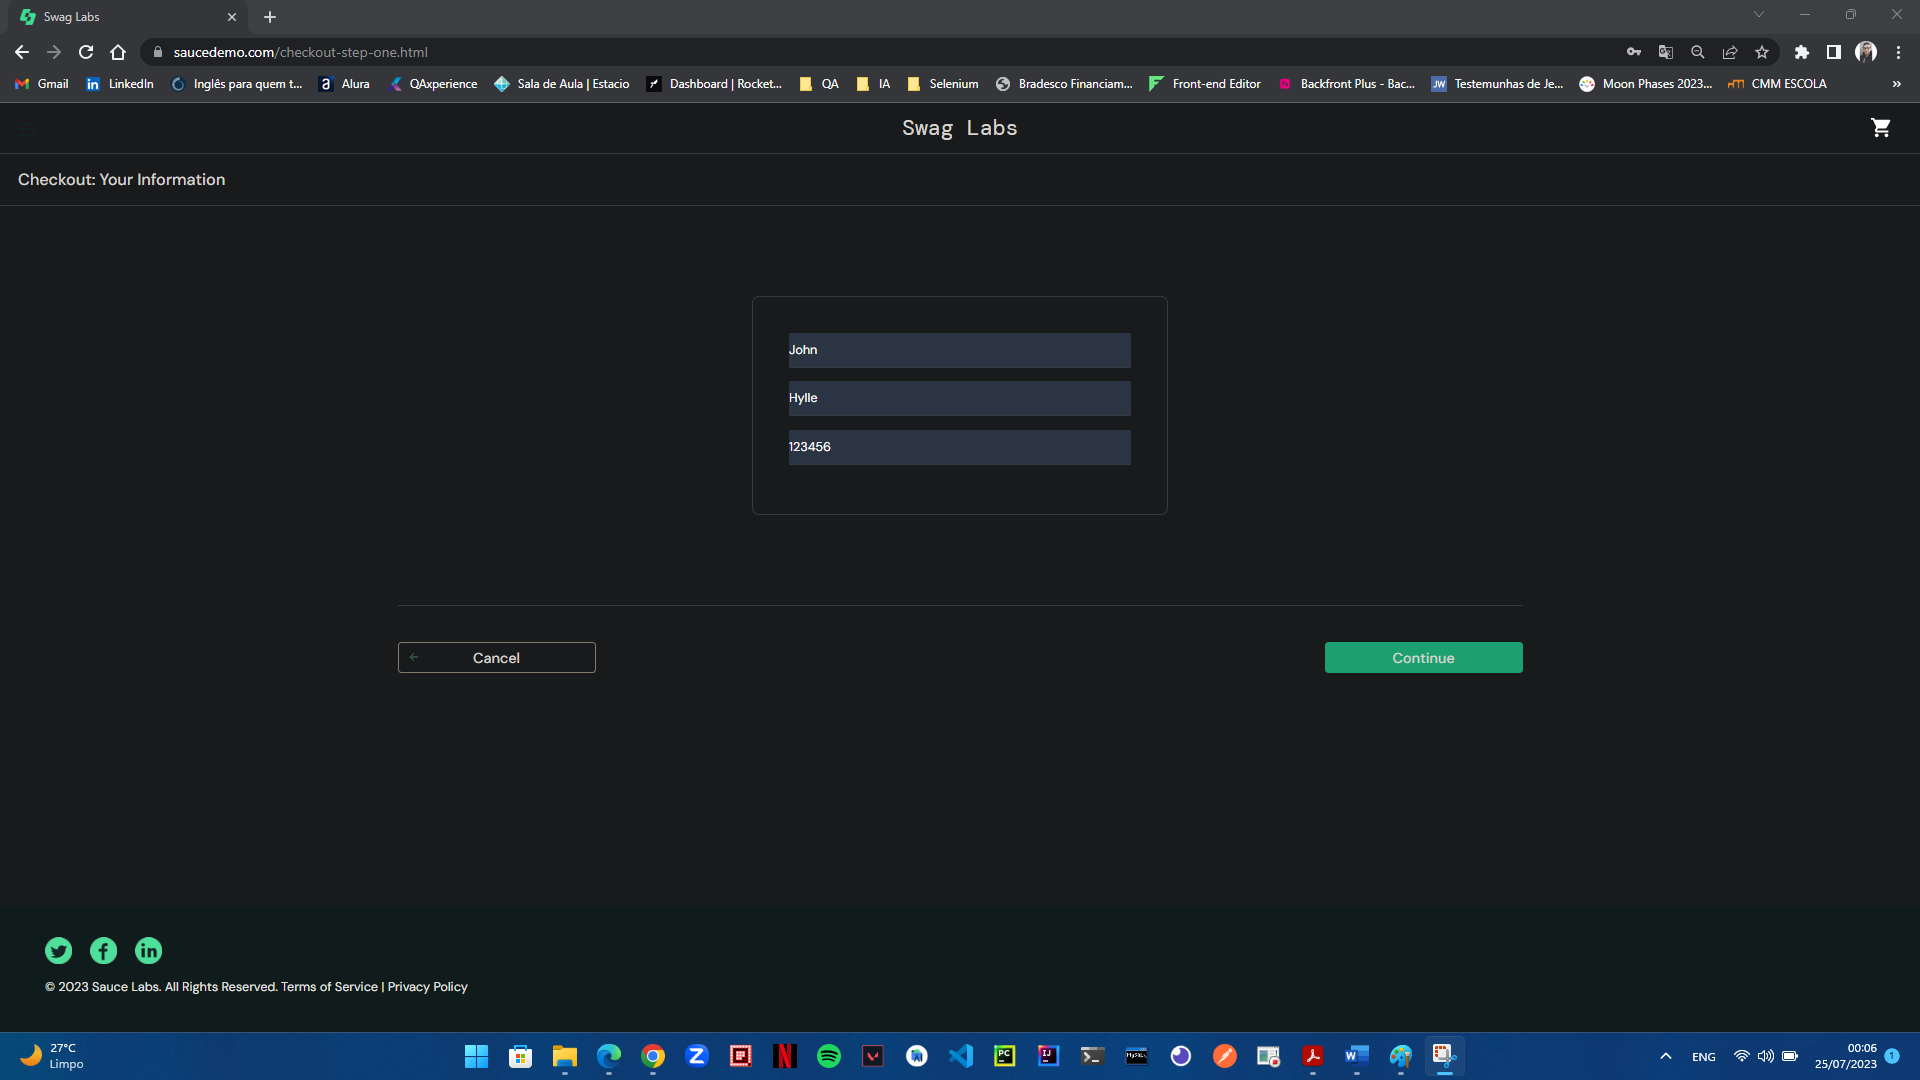 Swag Labs
saucedemo.com/checkout-step-one.html
Gmail
LinkedIn
Inglês para quem t...
Alura
QAxperience
Sala de Aula | Estacio
Dashboard | Rocket...
QA
IA
Selenium
Bradesco Financiam...
Front-end Editor
Backfront Plus - Bac...
JW
Testemunhas de Je...
Moon Phases 2023...
CMM ESCOLA
»
Swag Labs
Checkout: Your Information
John
Hylle
123456
Cancel
Continue
© 2023 Sauce Labs. All Rights Reserved. Terms of Service | Privacy Policy
27°C
Limpo
ENG
00:06
25/07/2023
1